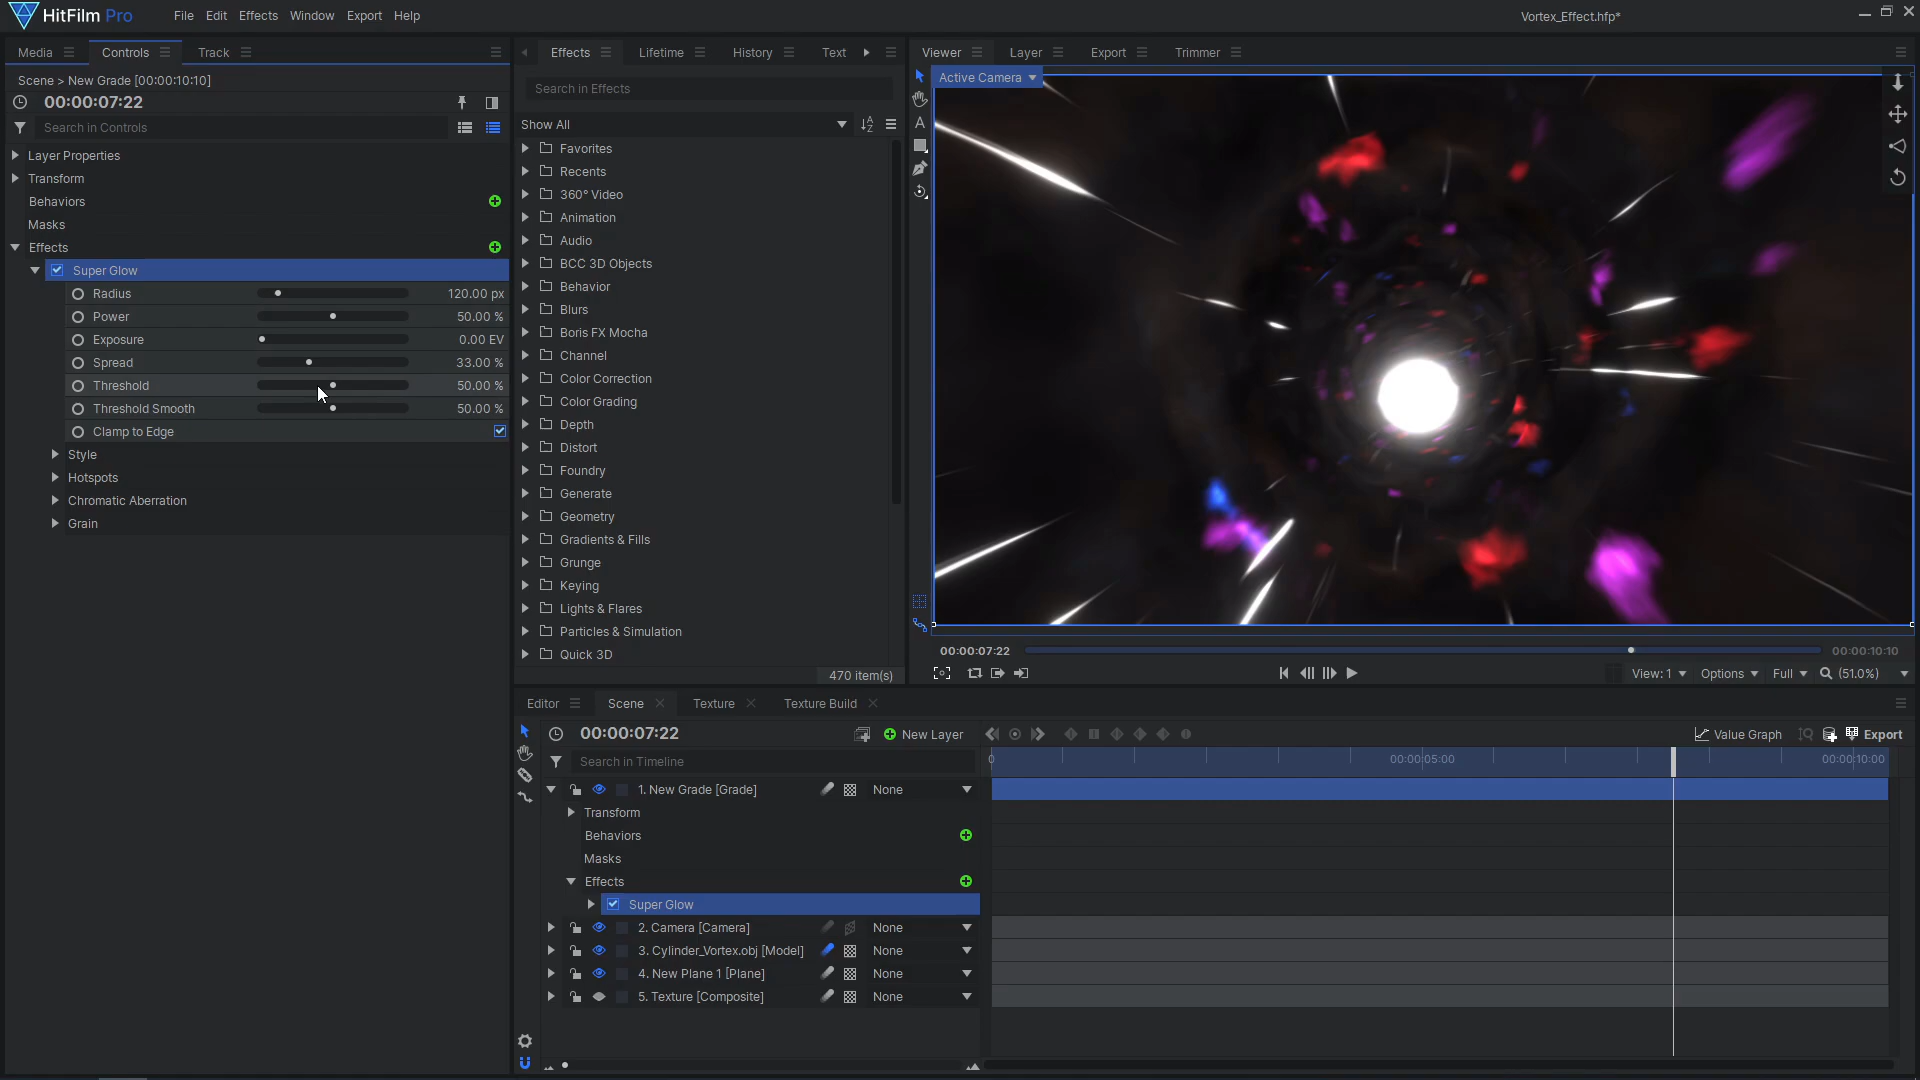 HitFilm Pro
File Edit Effects Window Export Help
Vortex_Effect.hfp*
Media Controls Track
Scene > New Grade [00:00:10:10]
00:00:07:22
Search in Controls
Layer Properties
Transform
Behaviors
Masks
Effects
Super Glow
Radius 120.00 px
Power 50.00 %
Exposure 0.00 EV
Spread 33.00 %
Threshold 50.00 %
Threshold Smooth 50.00 %
Clamp to Edge
Style
Hotspots
Chromatic Aberration
Grain
Effects Lifetime History Text
Search in Effects
Show All
Favorites
Recents
360° Video
Animation
Audio
BCC 3D Objects
Behavior
Blurs
Boris FX Mocha
Channel
Color Correction
Color Grading
Depth
Distort
Foundry
Generate
Geometry
Gradients & Fills
Grunge
Keying
Lights & Flares
Particles & Simulation
Quick 3D
470 item(s)
Viewer Layer Export Trimmer
Active Camera
A
00:00:07:22 00:00:10:10
View: 1 Options Full (51.0%)
Editor Scene Texture Texture Build
00:00:07:22 New Layer Value Graph Export
Search in Timeline
0 00:00:05:00 00:00:10:00
1. New Grade [Grade] None
Transform
Behaviors
Masks
Effects
Super Glow
2. Camera [Camera] None
3. Cylinder_Vortex.obj [Model] None
4. New Plane 1 [Plane] None
5. Texture [Composite] None